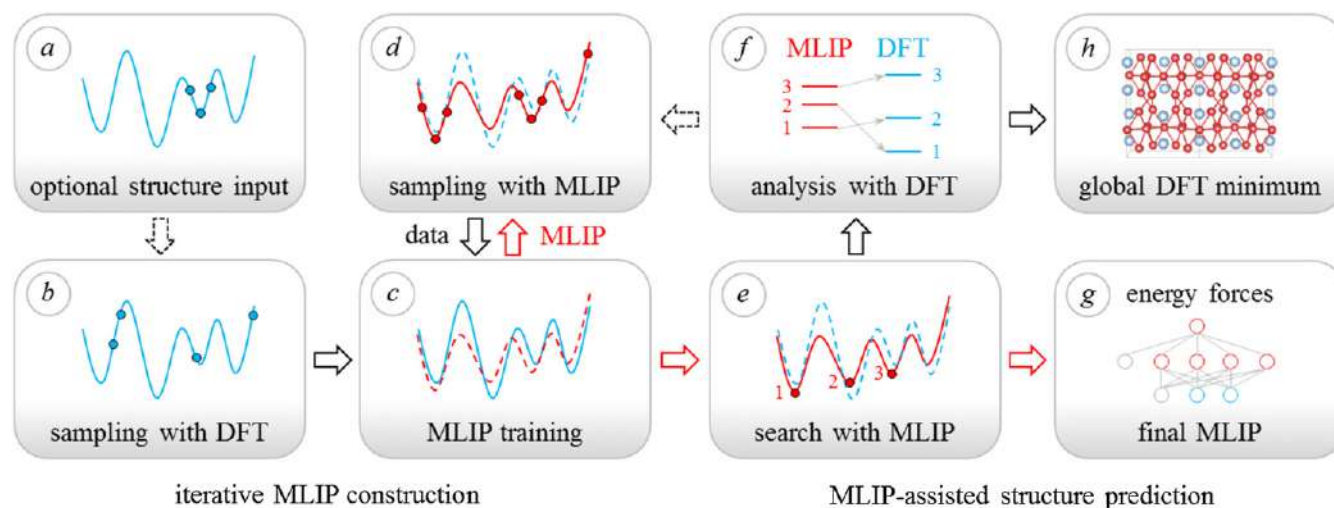 a
optional structure input
d
sampling with MLIP
f
MLIP DFT
3 3
2 2
1 1
analysis with DFT
h
global DFT minimum
data MLIP
b
sampling with DFT
c
MLIP training
e
1 2 3
search with MLIP
g
energy forces
final MLIP
iterative MLIP construction
MLIP-assisted structure prediction